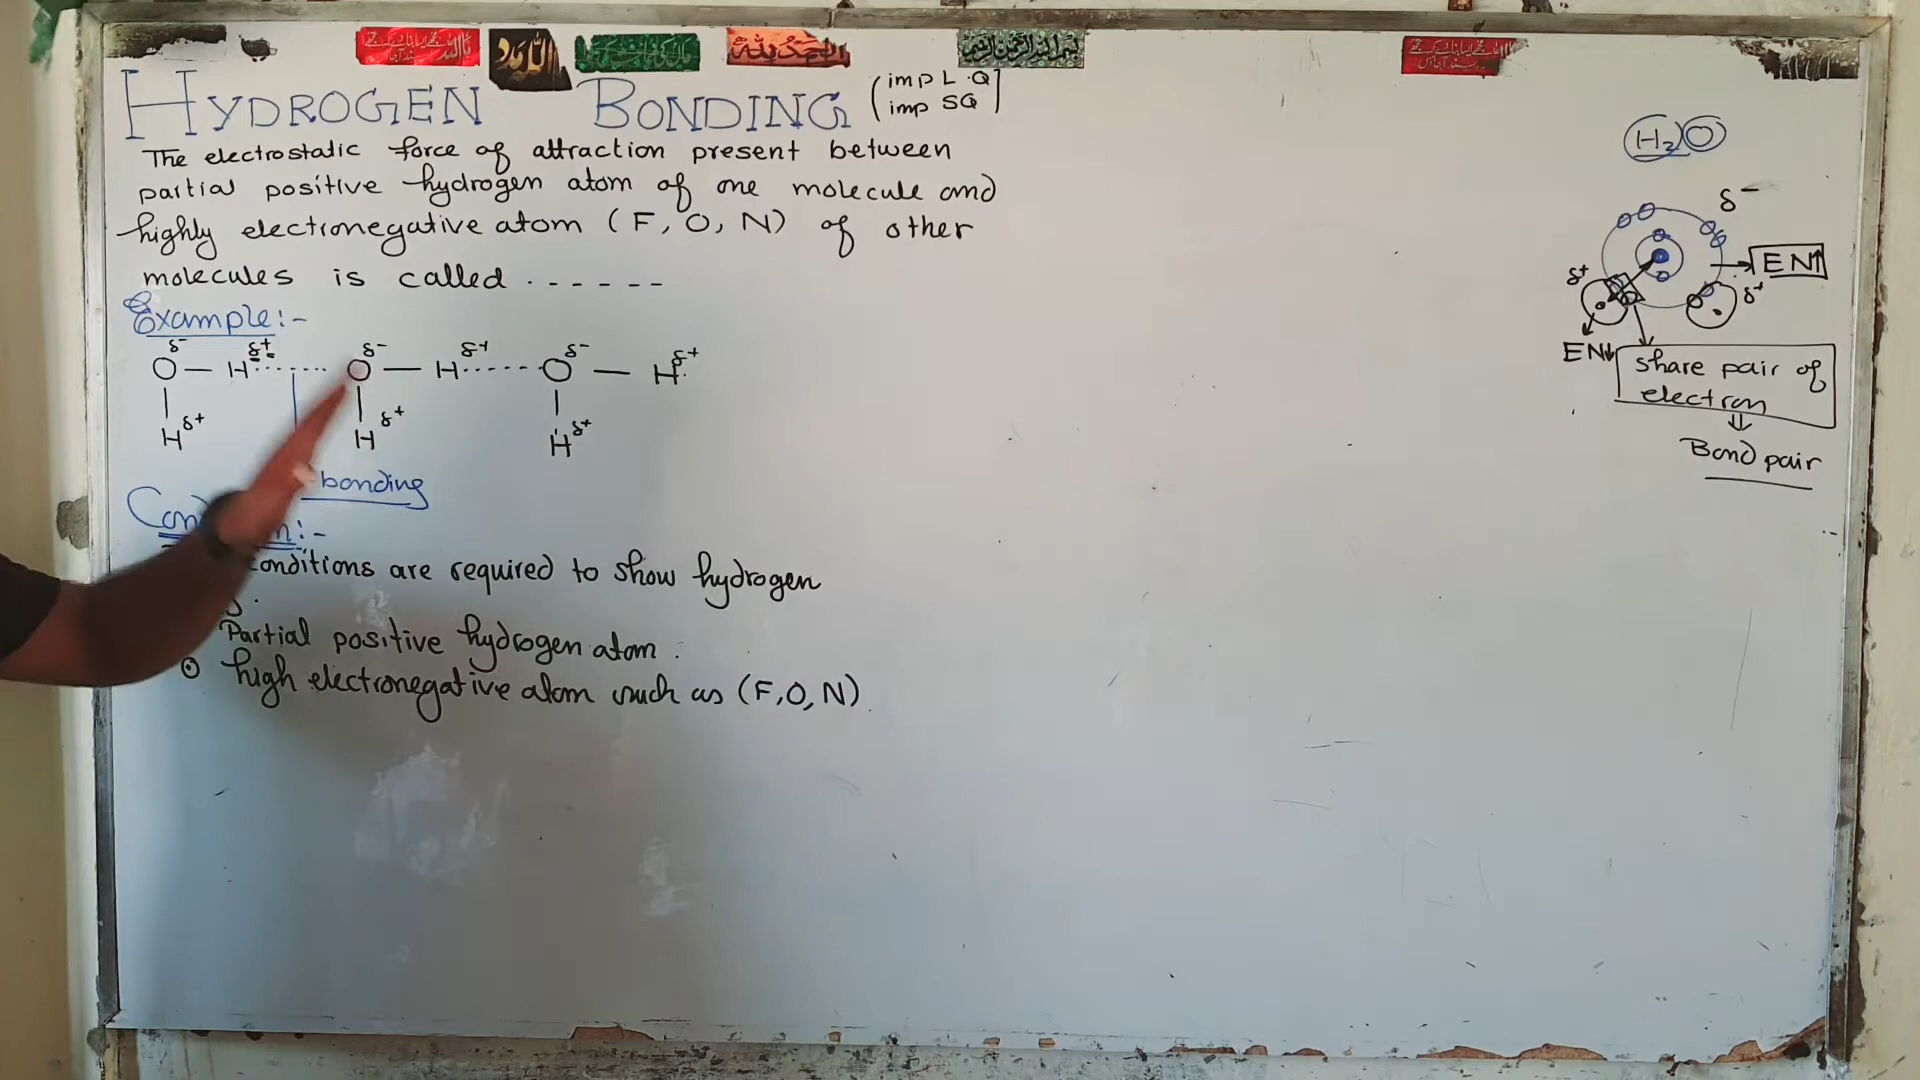 HYDROGEN BONDING (imp L.Q
imp SQ)
The electrostatic force of attraction present between
partial positive hydrogen atom of one molecule and
highly electronegative atom (F, O, N) of other
molecules is called ------
Example:-
δ- δ+ δ- δ+ δ- δ+
O — H ...... O — H ...... O — H
H δ+ H δ+ H δ+
bonding
conditions are required to show hydrogen
Partial positive hydrogen atom.
high electronegative atom such as (F, O, N)
H₂O
δ-
EN↑
δ+ δ+
EN↓
share pair of
electron
⇓
Bond pair